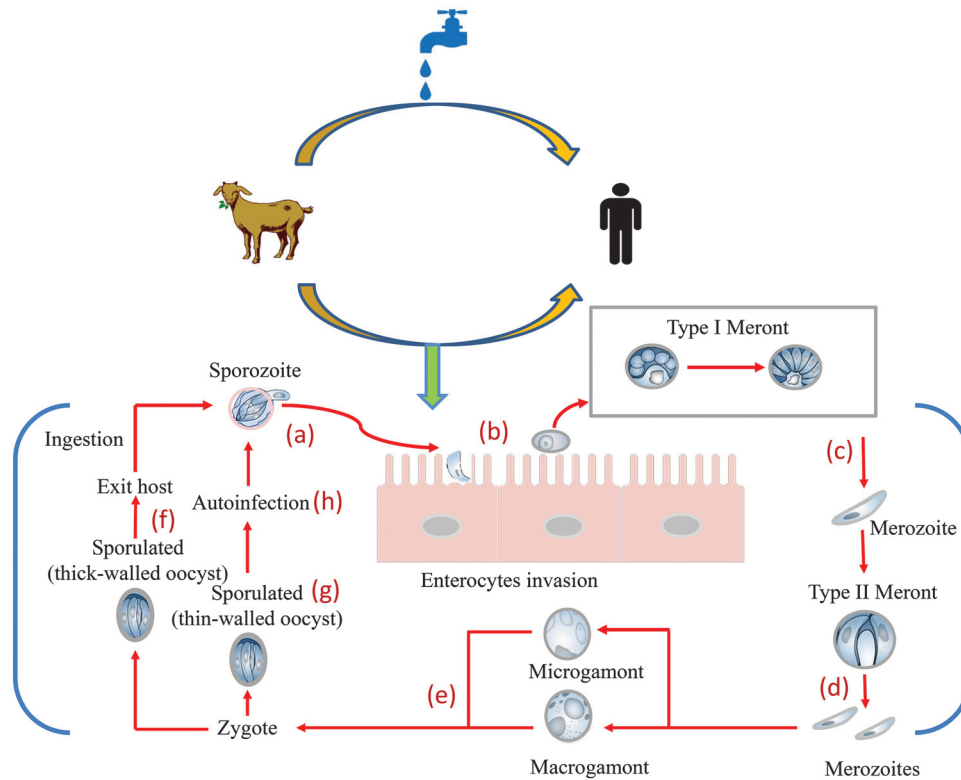 Type I Meront
Sporozoite
(a)
(b)
Ingestion
(c)
Exit host
Autoinfection (h)
Merozoite
(f)
Sporulated
(thick-walled oocyst)
Enterocytes invasion
Type II Meront
Sporulated (g)
(thin-walled oocyst)
Microgamont
(d)
(e)
Zygote
Macrogamont
Merozoites